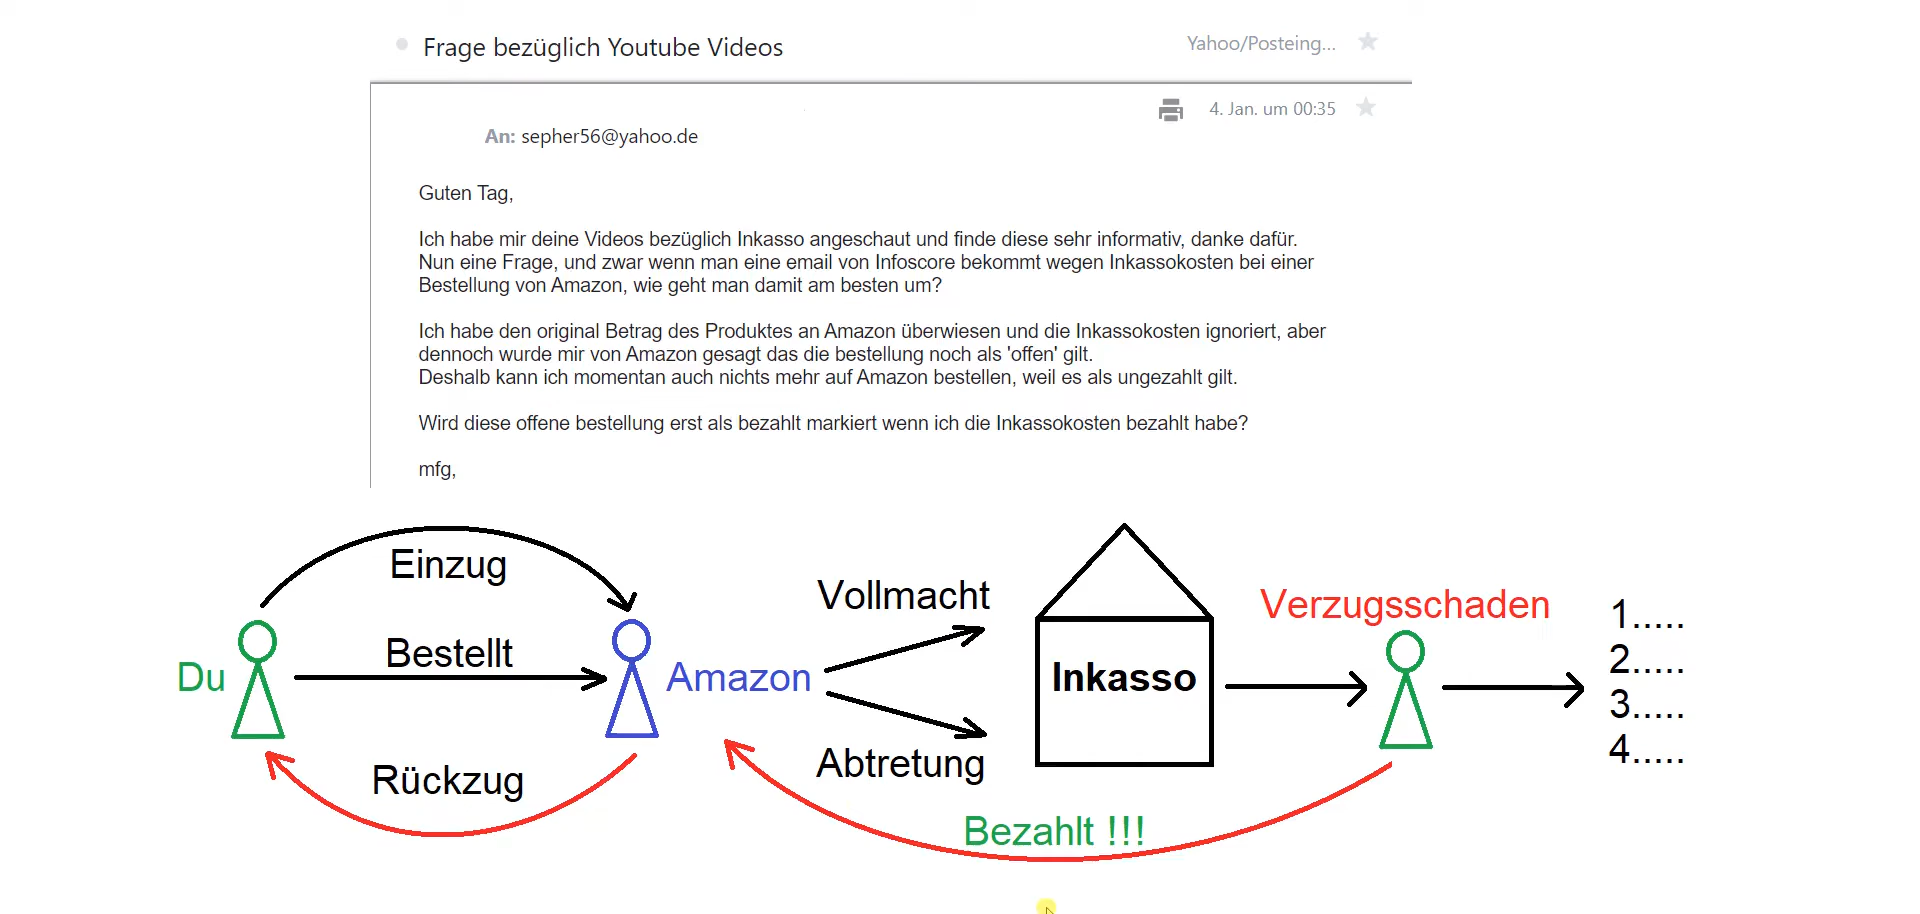 Frage bezüglich Youtube Videos
Yahoo/Posteing...
4. Jan. um 00:35
An: sepher56@yahoo.de
Guten Tag,
Ich habe mir deine Videos bezüglich Inkasso angeschaut und finde diese sehr informativ, danke dafür.
Nun eine Frage, und zwar wenn man eine email von Infoscore bekommt wegen Inkassokosten bei einer
Bestellung von Amazon, wie geht man damit am besten um?
Ich habe den original Betrag des Produktes an Amazon überwiesen und die Inkassokosten ignoriert, aber
dennoch wurde mir von Amazon gesagt das die bestellung noch als 'offen' gilt.
Deshalb kann ich momentan auch nichts mehr auf Amazon bestellen, weil es als ungezahlt gilt.
Wird diese offene bestellung erst als bezahlt markiert wenn ich die Inkassokosten bezahlt habe?
mfg,
Einzug
Du
Bestellt
Amazon
Rückzug
Vollmacht
Abtretung
Inkasso
Bezahlt !!!
Verzugsschaden
1.....
2.....
3.....
4.....